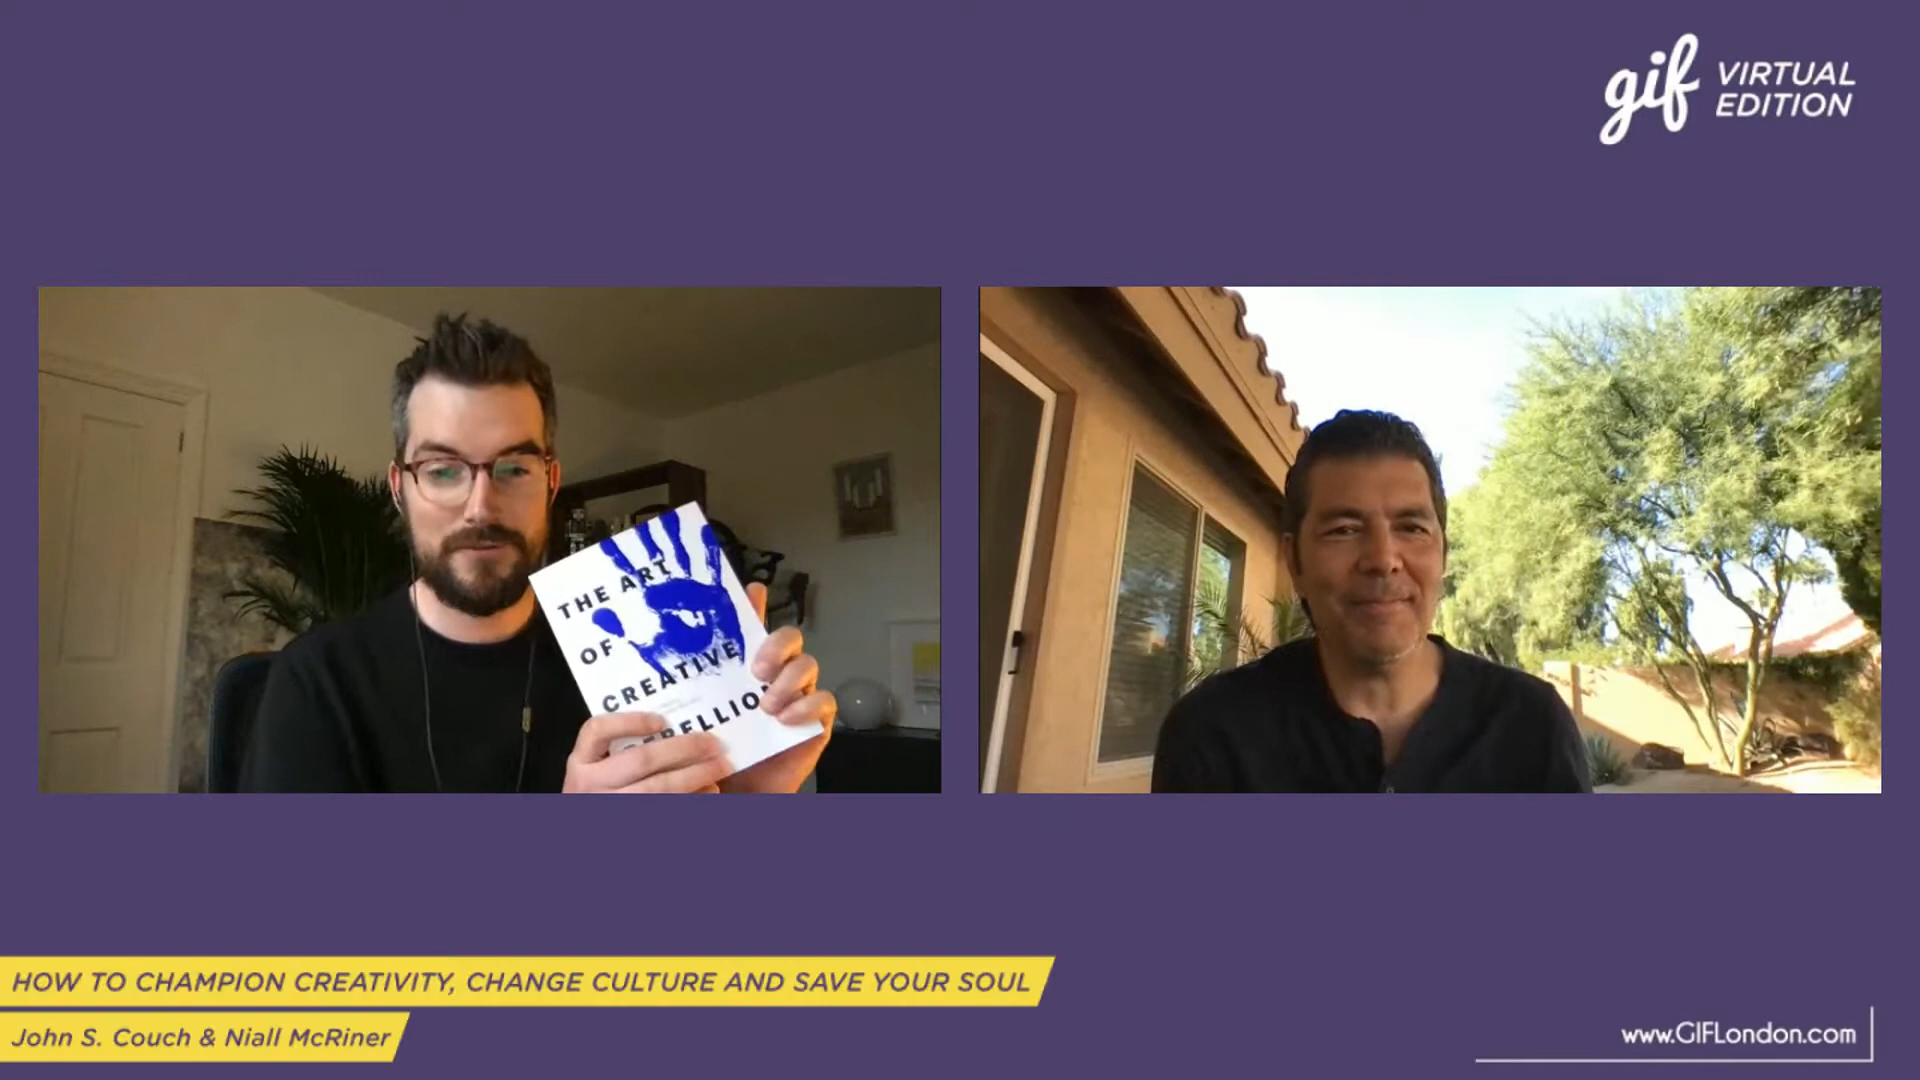 gif VIRTUAL
EDITION
THE ART
OF
CREATIVE
REBELLION
HOW TO CHAMPION CREATIVITY, CHANGE CULTURE AND SAVE YOUR SOUL
John S. Couch & Niall McRiner
www.GIFLondon.com